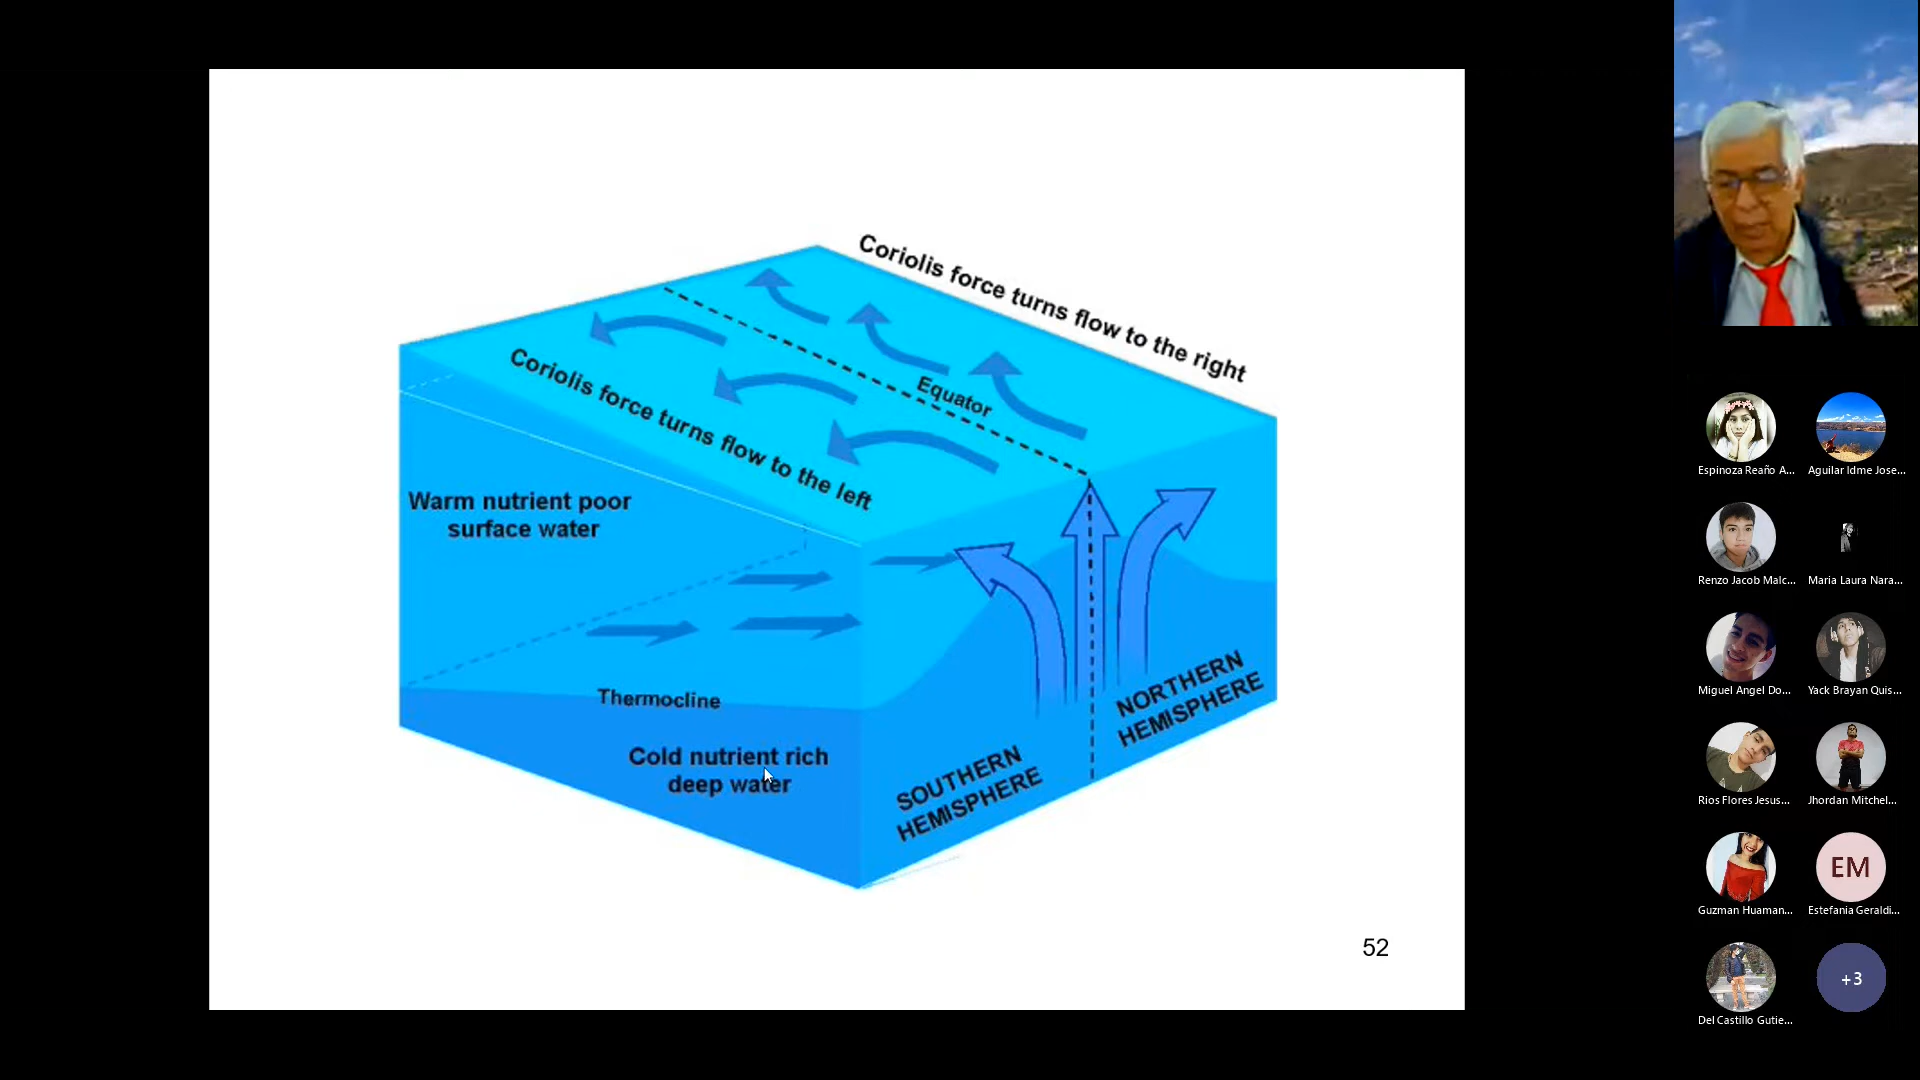 Coriolis force turns flow to the right
Equator
Coriolis force turns flow to the left
Warm nutrient poor
surface water
Thermocline
Cold nutrient rich
deep water
SOUTHERN
HEMISPHERE
NORTHERN
HEMISPHERE
52
Espinoza Reaño A...
Aguilar Idme Jose...
Renzo Jacob Malc...
Maria Laura Nara...
Miguel Angel Do...
Yack Brayan Quis...
Rios Flores Jesus...
Jhordan Mitchel...
Guzman Huaman...
EM
Estefania Geraldi...
Del Castillo Gutie...
+3